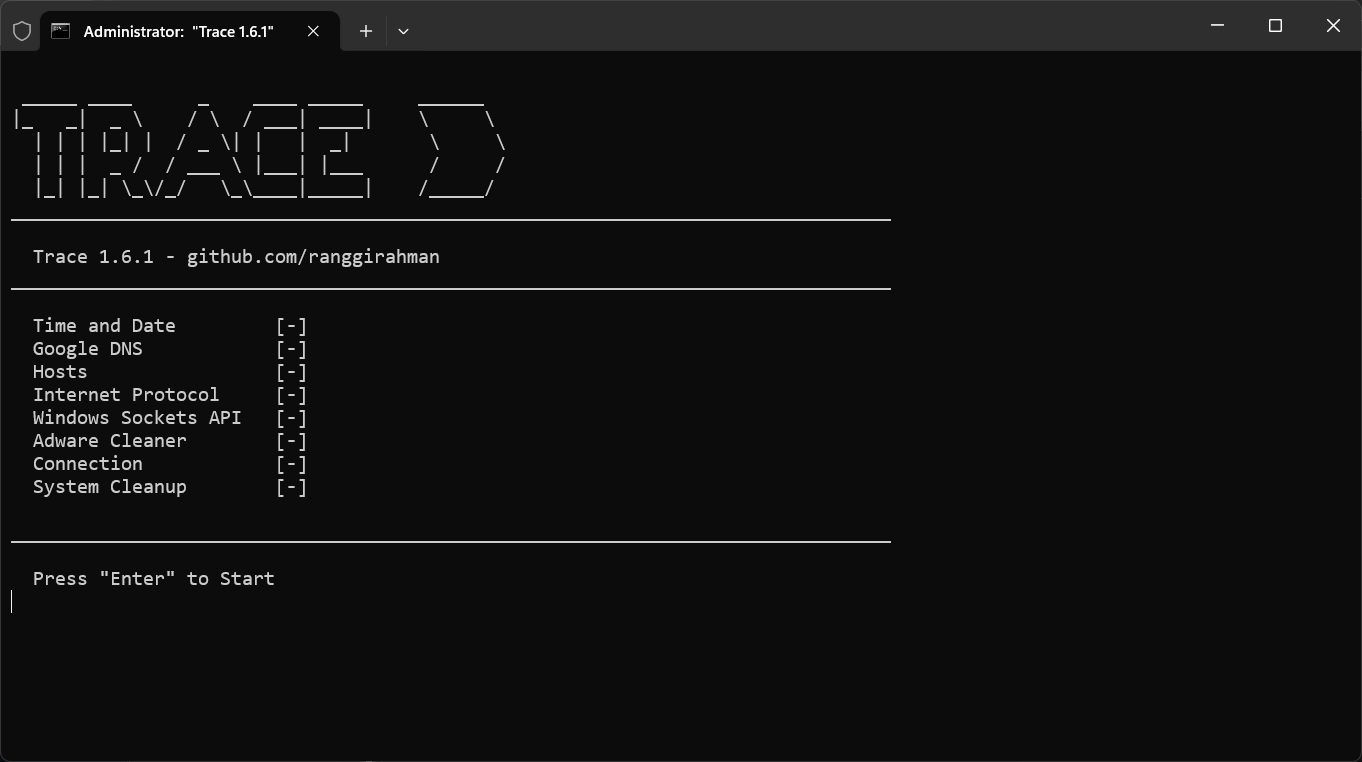 Administrator: "Trace 1.6.1"
TRACE
Trace 1.6.1 - github.com/ranggirahman
Time and Date [-]
Google DNS [-]
Hosts [-]
Internet Protocol [-]
Windows Sockets API [-]
Adware Cleaner [-]
Connection [-]
System Cleanup [-]
Press "Enter" to Start